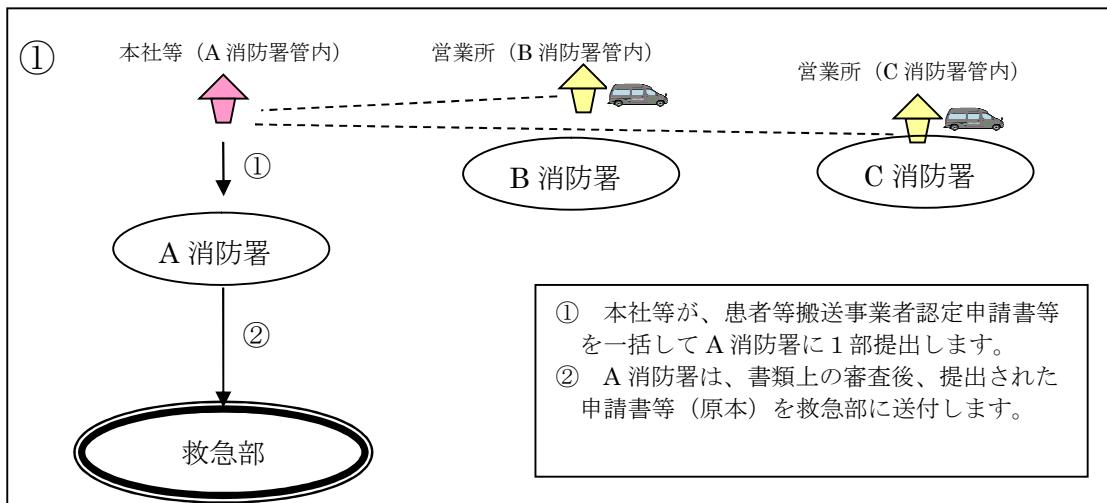 ①
本社等（A 消防署管内）
営業所（B 消防署管内）
営業所（C 消防署管内）
①
B 消防署
C 消防署
A 消防署
②
救急部
①　本社等が、患者等搬送事業者認定申請書等
を一括して A 消防署に 1 部提出します。
②　A 消防署は、書類上の審査後、提出された
申請書等（原本）を救急部に送付します。